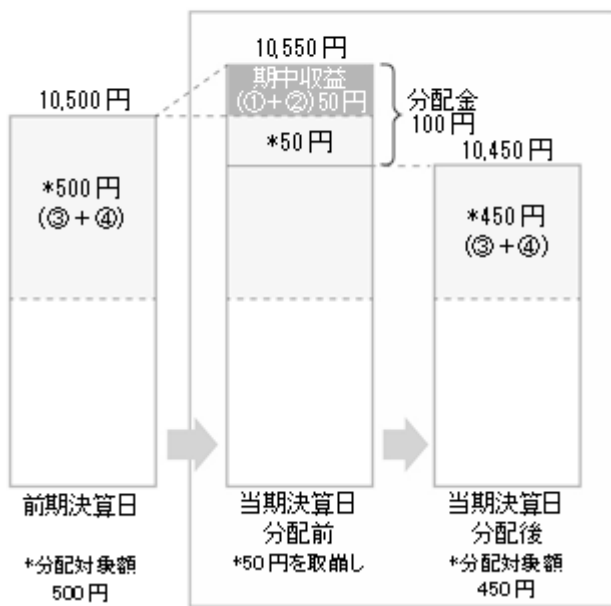 10,500円
*500円
(③+④)
前期決算日
*分配対象額
500円
10,550円
期中収益
(①+②)50円
*50円
分配金
100円
当期決算日
分配前
*50円を取崩し
10,450円
*450円
(③+④)
当期決算日
分配後
*分配対象額
450円